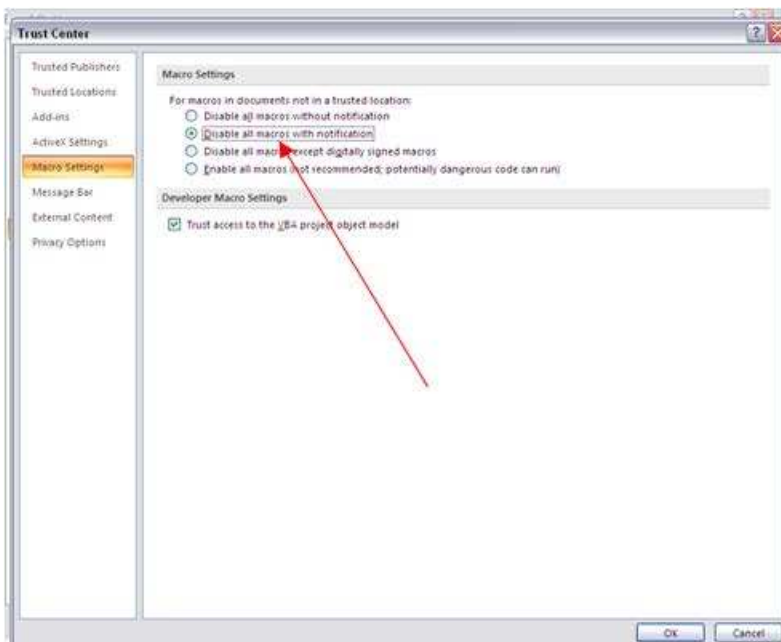 Trust Center
Trusted Publishers
Trusted Locations
Add-ins
ActiveX Settings
Macro Settings
Message Bar
External Content
Privacy Options
Macro Settings
For macros in documents not in a trusted location:
Disable all macros without notification
Disable all macros with notification
Disable all macros except digitally signed macros
Enable all macros (not recommended; potentially dangerous code can run)
Developer Macro Settings
Trust access to the VBA project object model
OK
Cancel